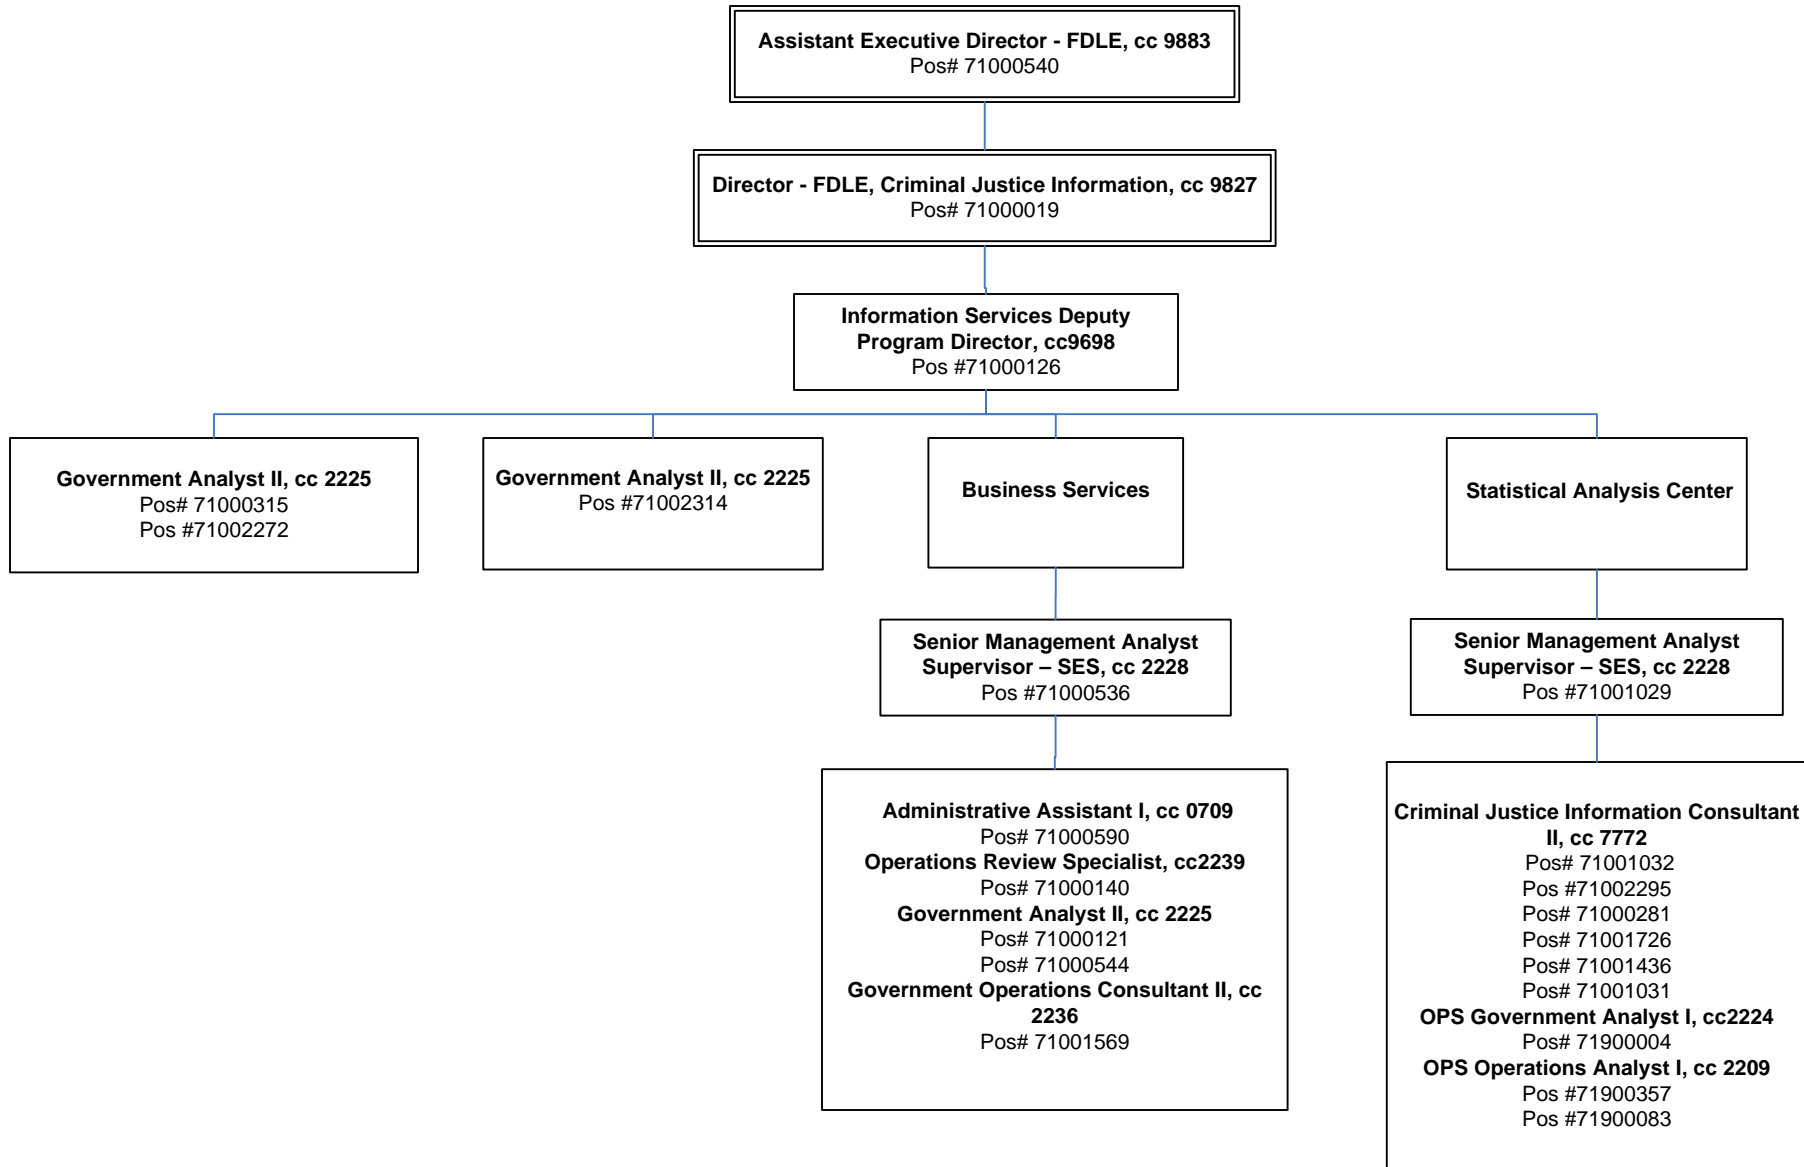 Assistant Executive Director - FDLE, cc 9883
Pos# 71000540
Director - FDLE, Criminal Justice Information, cc 9827
Pos# 71000019
Information Services Deputy
Program Director, cc9698
Pos #71000126
Government Analyst II, cc 2225
Pos# 71000315
Pos #71002272
Government Analyst II, cc 2225
Pos #71002314
Business Services
Statistical Analysis Center
Senior Management Analyst
Supervisor – SES, cc 2228
Pos #71000536
Senior Management Analyst
Supervisor – SES, cc 2228
Pos #71001029
Administrative Assistant I, cc 0709
Pos# 71000590
Operations Review Specialist, cc2239
Pos# 71000140
Government Analyst II, cc 2225
Pos# 71000121
Pos# 71000544
Government Operations Consultant II, cc
2236
Pos# 71001569
Criminal Justice Information Consultant
II, cc 7772
Pos# 71001032
Pos #71002295
Pos# 71000281
Pos# 71001726
Pos# 71001436
Pos# 71001031
OPS Government Analyst I, cc2224
Pos# 71900004
OPS Operations Analyst I, cc 2209
Pos #71900357
Pos #71900083